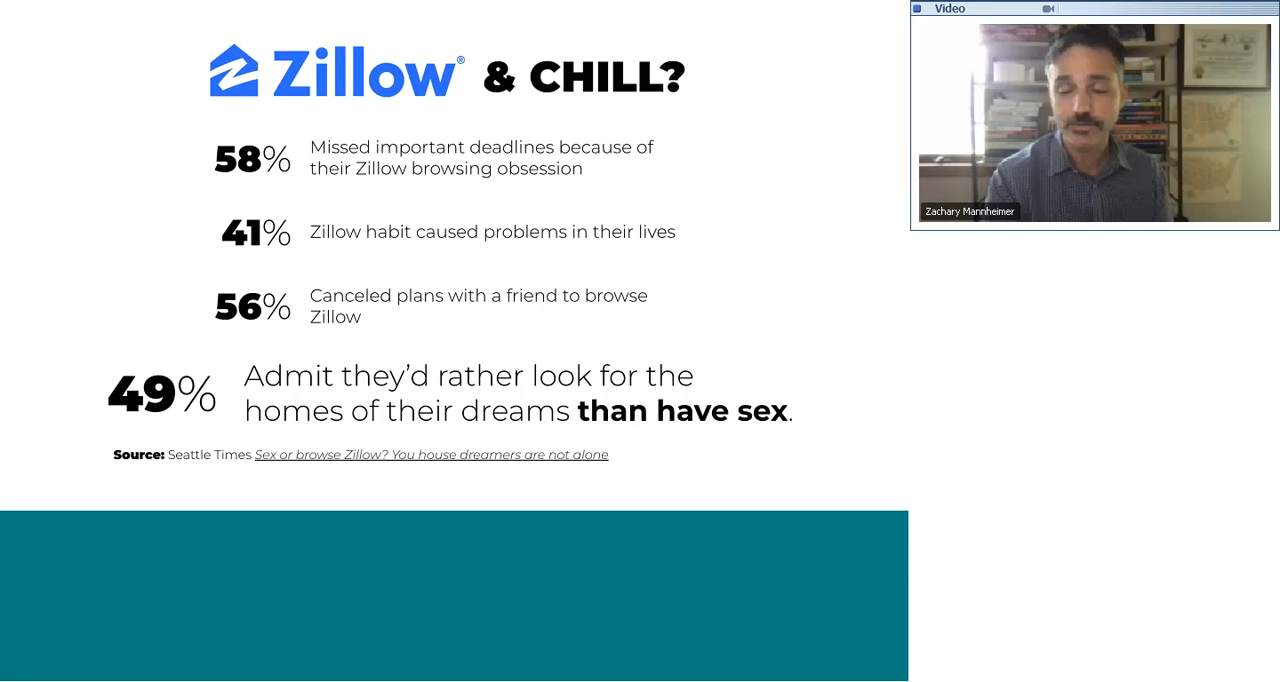 Zillow® & CHILL?
58% Missed important deadlines because of
their Zillow browsing obsession
41% Zillow habit caused problems in their lives
56% Canceled plans with a friend to browse
Zillow
49% Admit they’d rather look for the
homes of their dreams than have sex.
Source: Seattle Times Sex or browse Zillow? You house dreamers are not alone
Video
Zachary Mannheimer